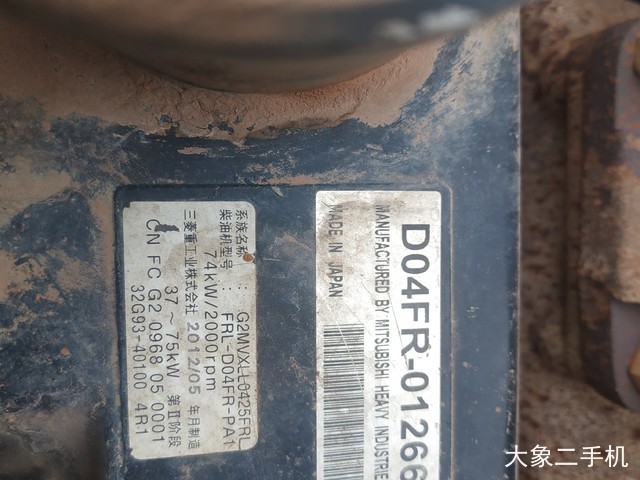 D04FR-01266
MANUFACTURED BY MITSUBISHI HEAVY INDUSTRIE
MADE IN JAPAN
系族名称 : G2MVXLL0425FRL
柴油机型号 : FRL-D04FR-PA1
74kW/2000rpm
三菱重工业株式会社 2012/05 年月制造
37～75kW 第Ⅱ阶段
CN FC G2 0968 05 0001
32G93-40100 4R1
大象二手机